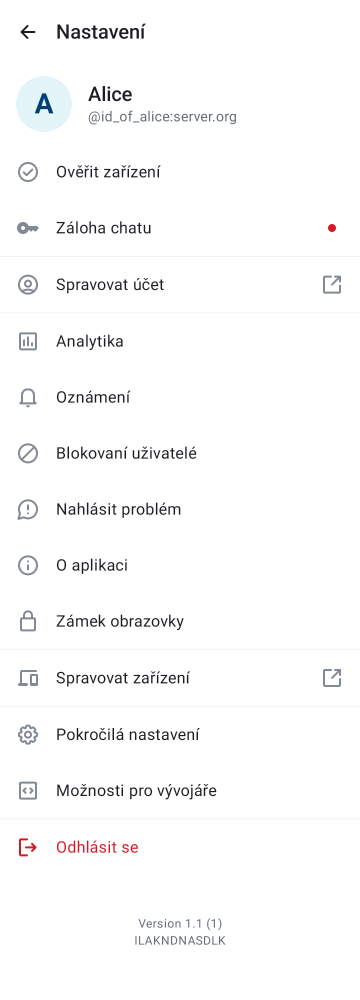 Nastavení
A
Alice
@id_of_alice:server.org
Ověřit zařízení
Záloha chatu
Spravovat účet
Analytika
Oznámení
Blokovaní uživatelé
Nahlásit problém
O aplikaci
Zámek obrazovky
Spravovat zařízení
Pokročilá nastavení
Možnosti pro vývojáře
Odhlásit se
Version 1.1 (1)
ILAKNDNASDLK